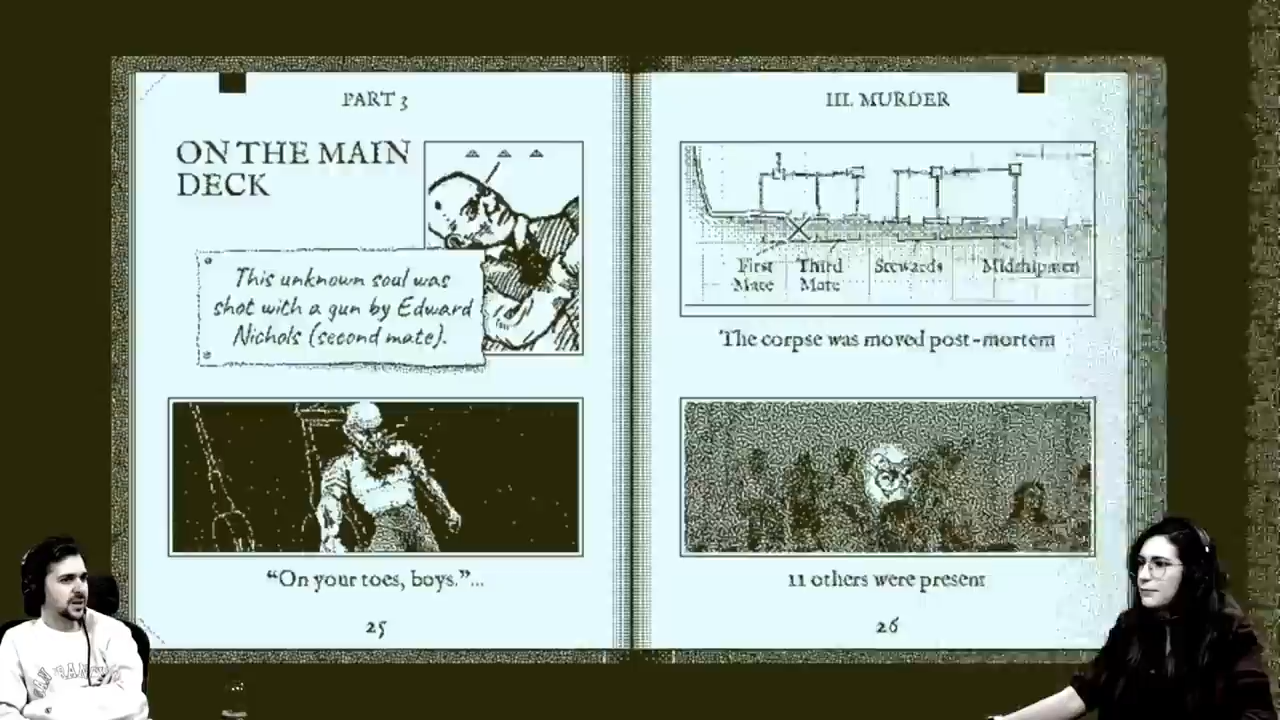 PART 3
ON THE MAIN
DECK
This unknown soul was
shot with a gun by Edward
Nichols (second mate).
"On your toes, boys."...
25
III. MURDER
First
Mate
Third
Mate
Stewards
Midshipmen
The corpse was moved post-mortem
11 others were present
26